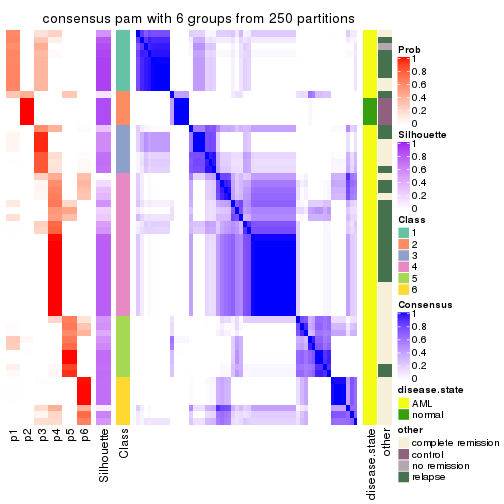 consensus pam with 6 groups from 250 partitions
Prob
1
0.8
0.6
0.4
0.2
0
Silhouette
1
0.8
0.6
0.4
0.2
0
Class
1
2
3
4
5
6
Consensus
1
0.8
0.6
0.4
0.2
0
disease.state
AML
normal
other
complete remission
control
no remission
relapse
p1
p2
p3
p4
p5
p6
Silhouette
Class
disease.state
other